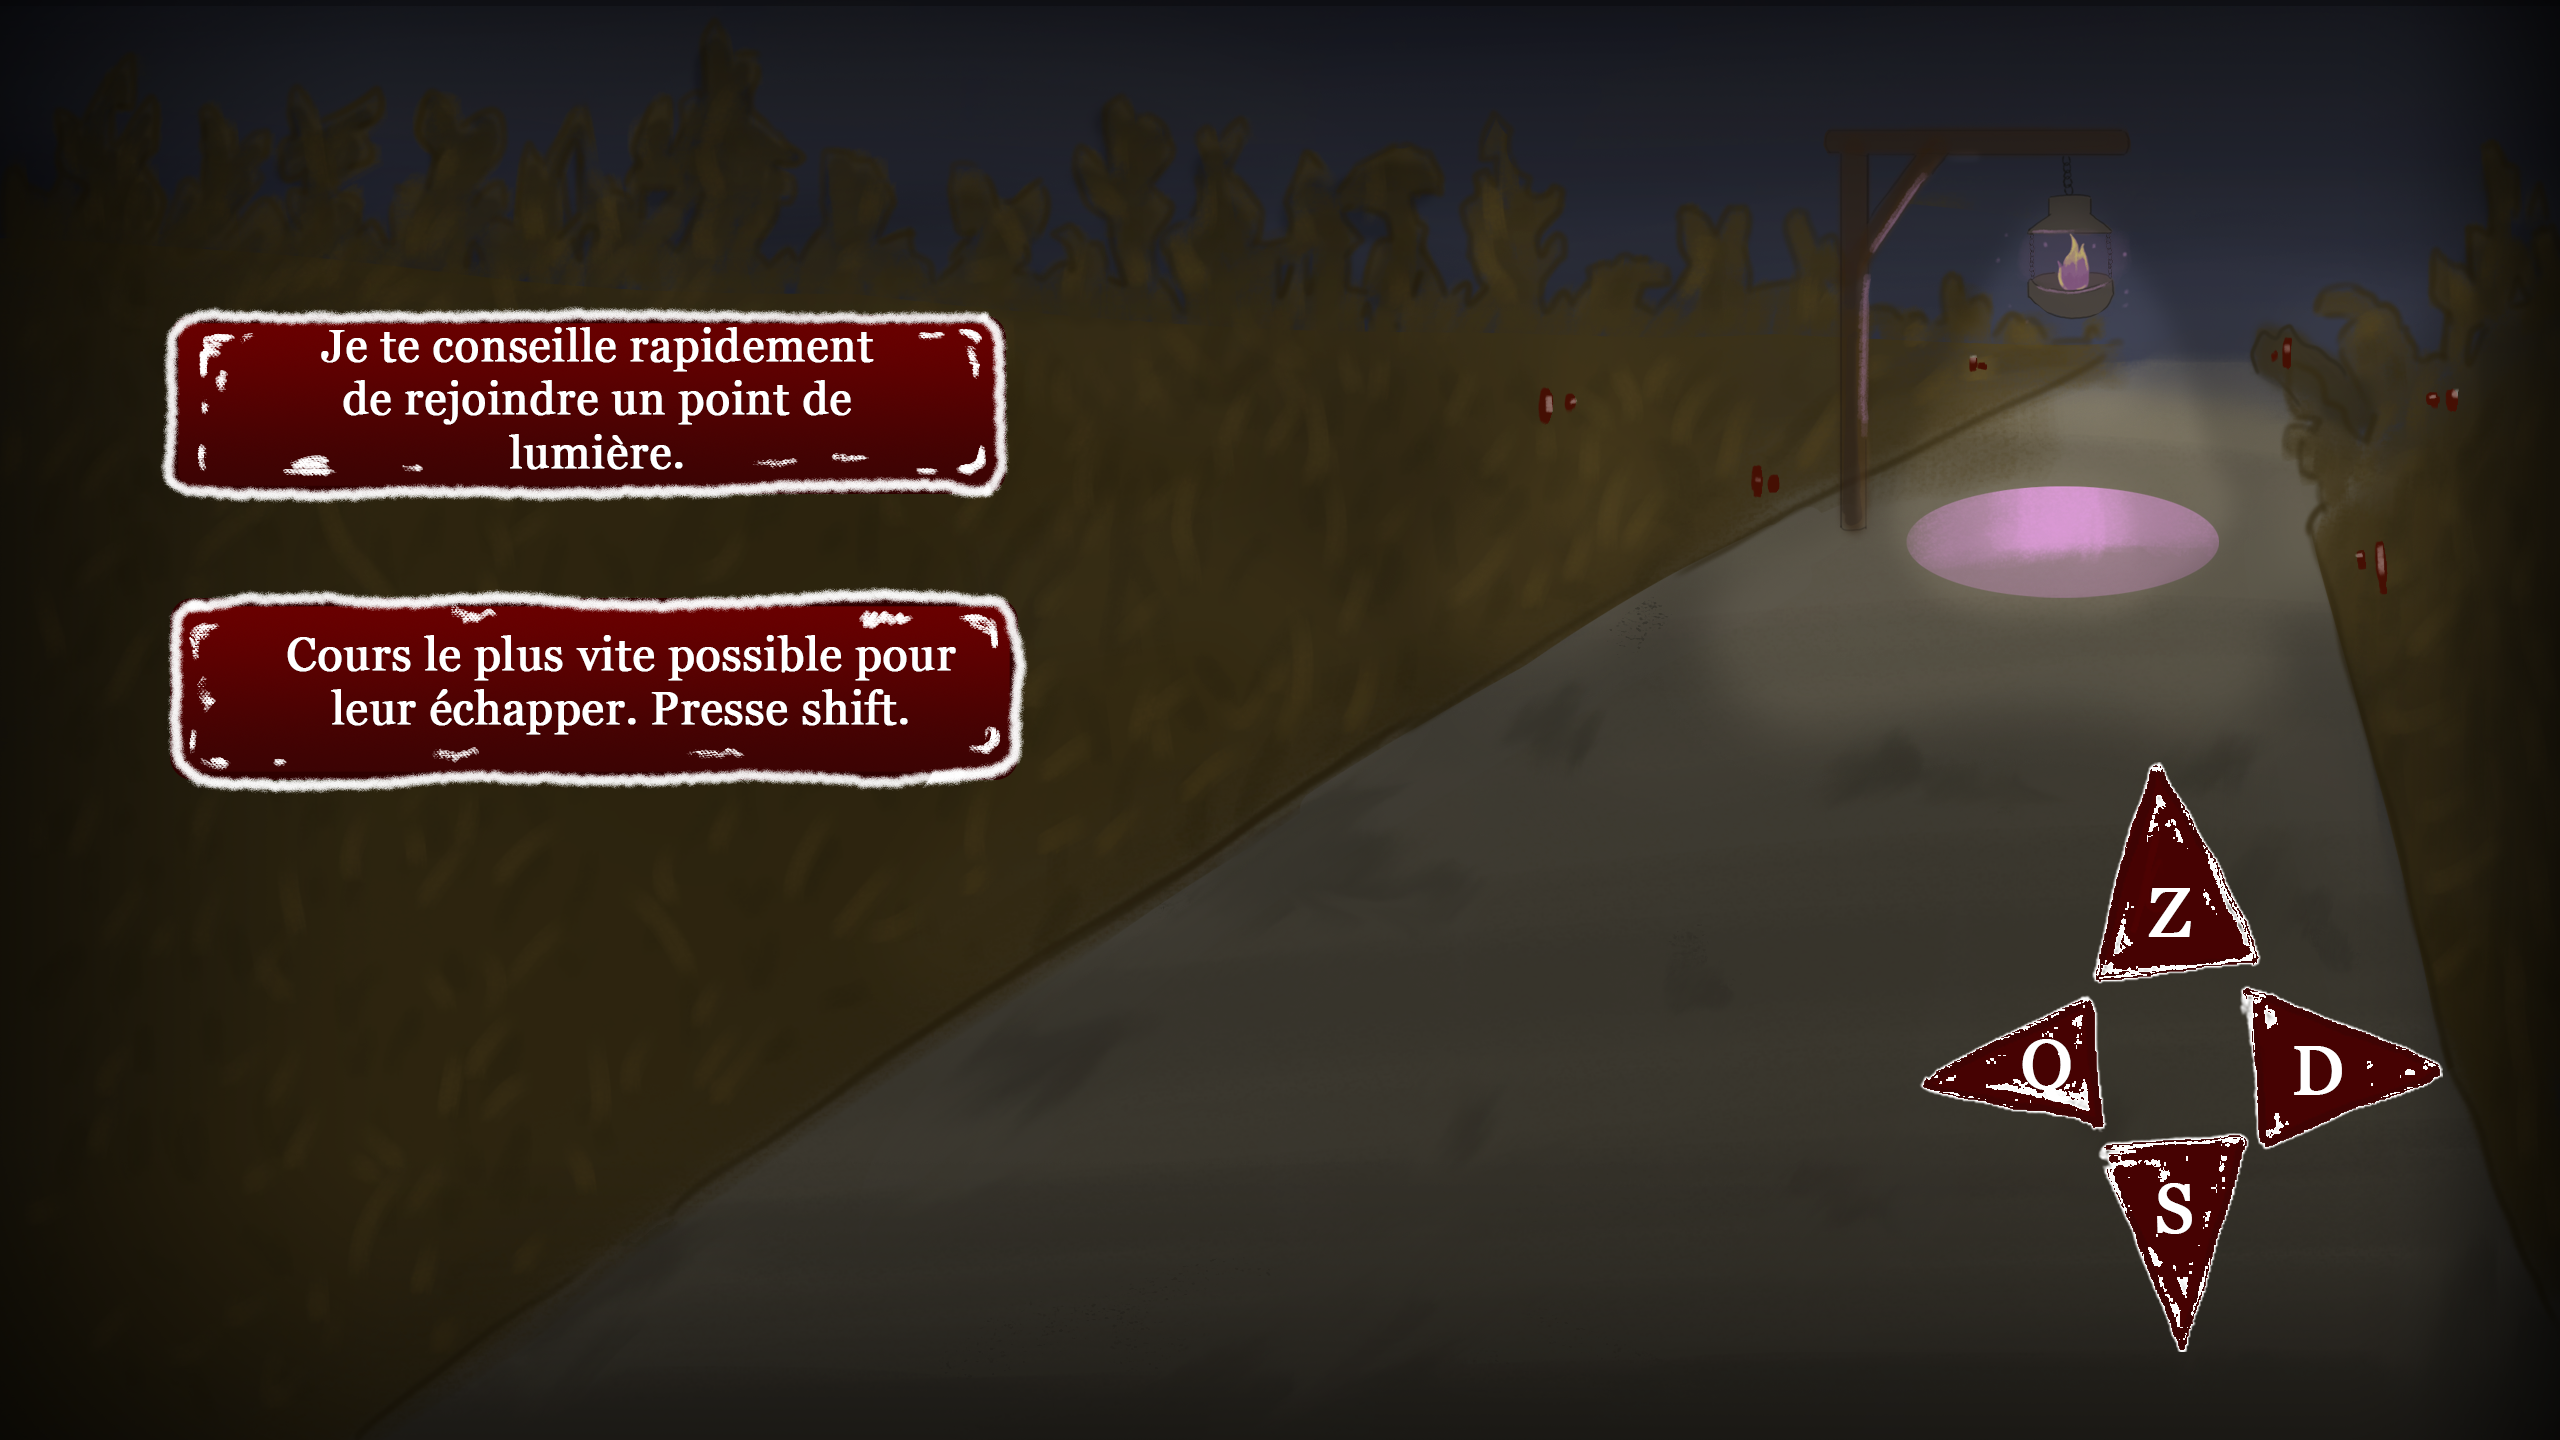 Je te conseille rapidement
de rejoindre un point de
lumière.
Cours le plus vite possible pour
leur échapper. Presse shift.
Z
Q
D
S